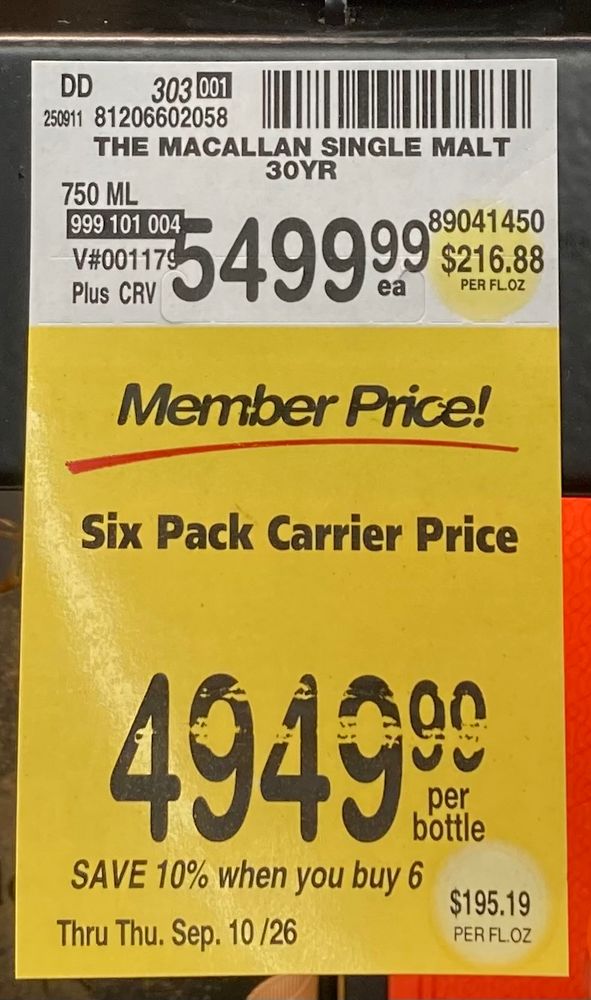 DD 303 001
250911 81206602058
THE MACALLAN SINGLE MALT
30YR
750 ML
999 101 004
V#001179
Plus CRV
5499 99
ea
89041450
$216.88
PER FL.OZ
Member Price!
Six Pack Carrier Price
4949 99
per
bottle
SAVE 10% when you buy 6
Thru Thu. Sep. 10 /26
$195.19
PER FL.OZ